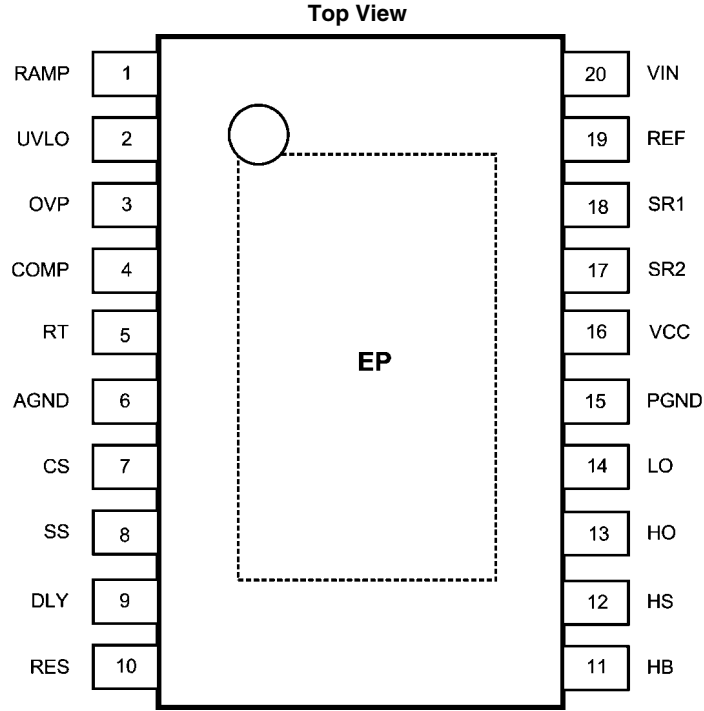 Top View
RAMP 1 20 VIN
UVLO 2 19 REF
OVP 3 18 SR1
COMP 4 17 SR2
RT 5 16 VCC
EP
AGND 6 15 PGND
CS 7 14 LO
SS 8 13 HO
DLY 9 12 HS
RES 10 11 HB